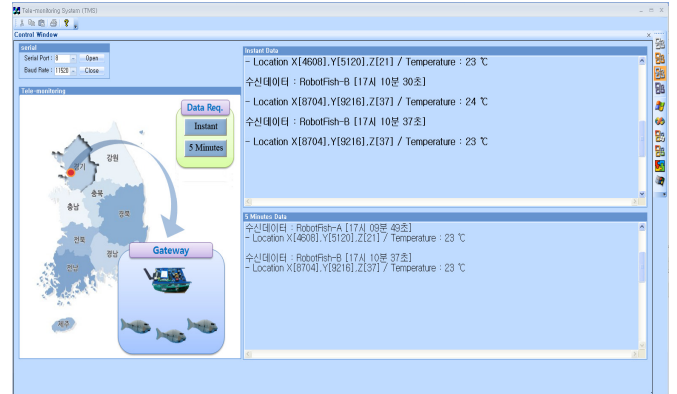 Tele-monitoring System (TMS)
Control Window
serial
Serial Port : 8
Open
Baud Rate : 11520
Close
Tele-monitoring
Data Req.
Instant
5 Minutes
경기
강원
충북
충남
경북
전북
경남
전남
제주
Gateway
Instant Data
- Location X[4608],Y[5120],Z[21] / Temperature : 23 ℃
수신데이터 : RobotFish-B [17시 10분 30초]
- Location X[8704],Y[9216],Z[37] / Temperature : 24 ℃
수신데이터 : RobotFish-B [17시 10분 37초]
- Location X[8704],Y[9216],Z[37] / Temperature : 23 ℃
5 Minutes Data
수신데이터 : RobotFish-A [17시 09분 49초]
- Location X[4608],Y[5120],Z[21] / Temperature : 23 ℃
수신데이터 : RobotFish-B [17시 10분 37초]
- Location X[8704],Y[9216],Z[37] / Temperature : 23 ℃